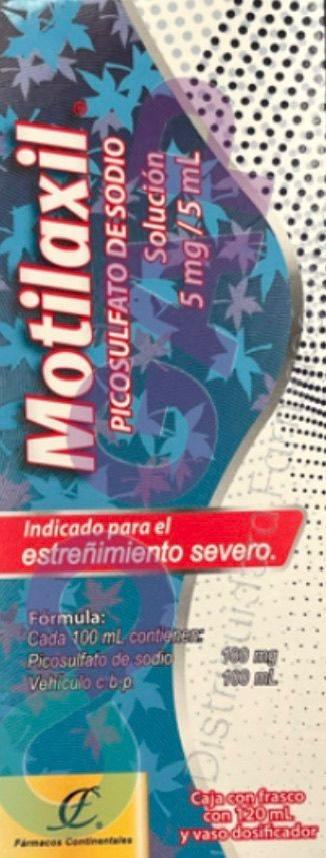 Motilaxil®
PICOSULFATO DE SODIO
Solución
5 mg/5 mL
Indicado para el
estreñimiento severo.
Fórmula:
Cada 100 mL contienen:
Picosulfato de sodio 100 mg
Vehículo c.b.p. 100 mL
CF®
Fármacos Continentales
Caja con frasco
con 120 mL
y vaso dosificador